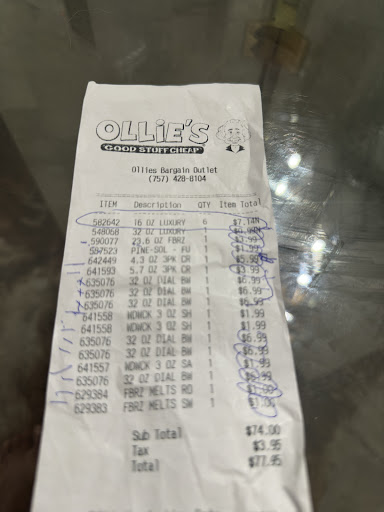 OLLiE'S
GOOD STUFF CHEAP
Ollies Bargain Outlet
(757) 428-8104
ITEM Description QTY Item Total
582642 16 OZ LUXURY 6 $7.14N
548068 32 OZ LUXURY 1
590077 23.6 OZ FBRZ 1
587523 PINE-SOL - FU 1 $1.99
642449 4.3 OZ 3PK CR 1 $5.99
641593 5.7 OZ 3PK CR 1 $3.99
635076 32 OZ DIAL BW 1 $6.99
635076 32 OZ DIAL BW 1 $6.99
635076 32 OZ DIAL BW 1 $6.99
641558 WDWCK 3 OZ SH 1 $1.99
641558 WDWCK 3 OZ SH 1 $1.99
635076 32 OZ DIAL BW 1 $6.99
635076 32 OZ DIAL BW 1 $6.99
641557 WDWCK 3 OZ SA 1
635076 32 OZ DIAL BW 1
629384 FBRZ MELTS RO 1
629383 FBRZ MELTS SW 1
Sub Total $74.00
Tax $3.95
Total $77.95